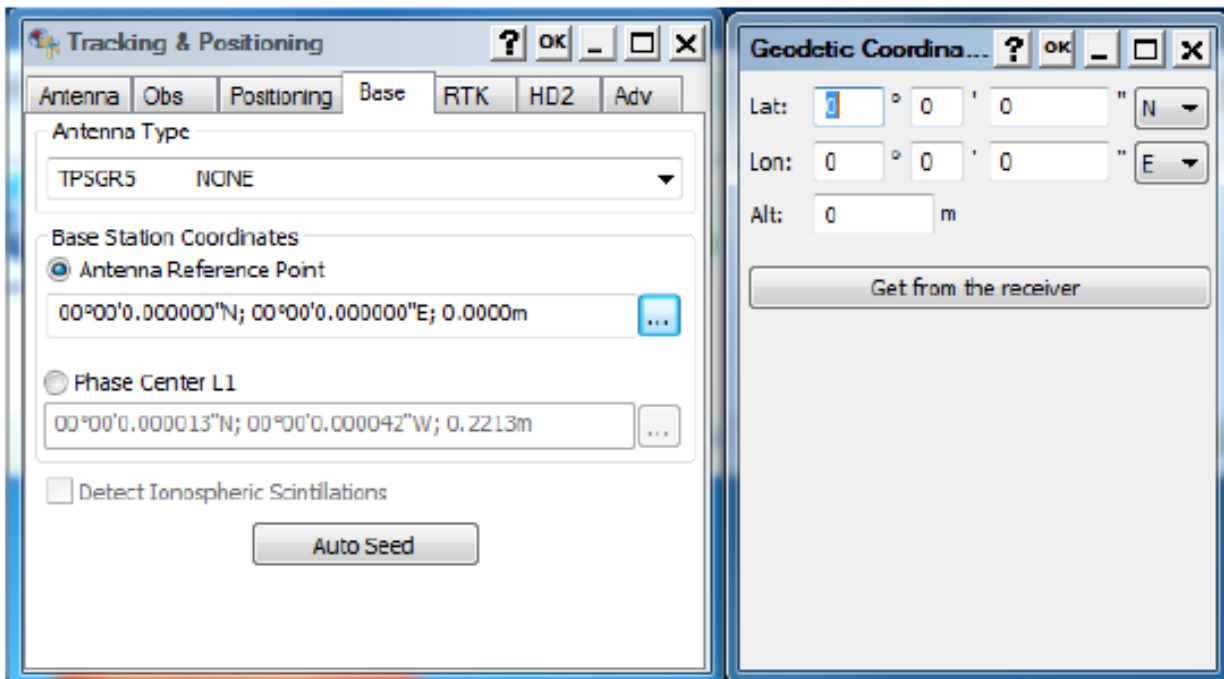 Tracking & Positioning ? OK
Antenna Obs Positioning Base RTK HD2 Adv
Antenna Type
TPSGR5 NONE
Base Station Coordinates
Antenna Reference Point
00°00'0.000000"N; 00°00'0.000000"E; 0.0000m
...
Phase Center L1
00°00'0.000013"N; 00°00'0.000042"W; 0.2213m
...
Detect Ionospheric Scintillations
Auto Seed
Geodetic Coordina... ? OK
Lat: 0 ° 0 ' 0 " N
Lon: 0 ° 0 ' 0 " E
Alt: 0 m
Get from the receiver